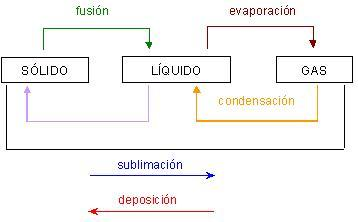 fusión
evaporación
SÓLIDO
LÍQUIDO
GAS
condensación
sublimación
deposición